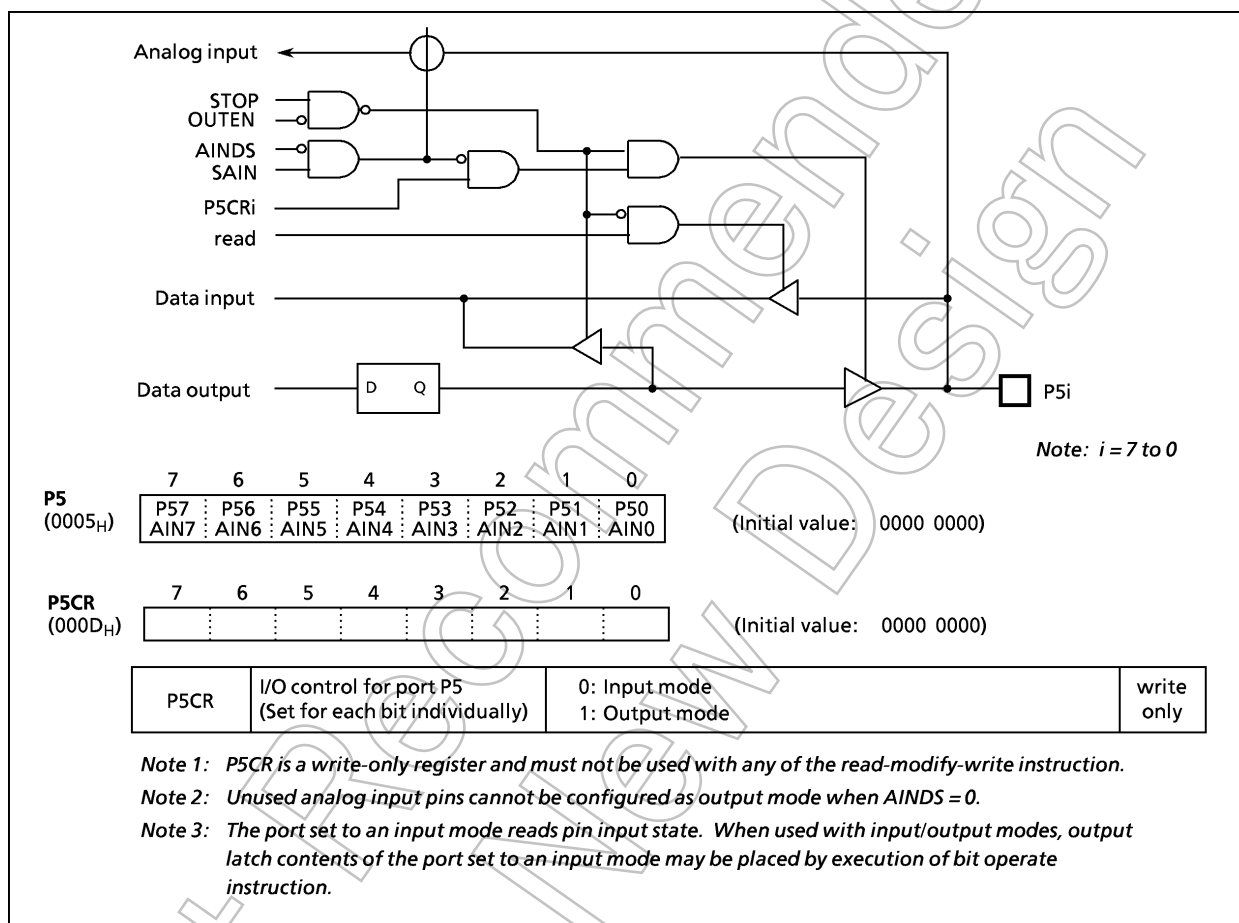 Analog input
STOP
OUTEN
AINDS
SAIN
P5CRi
read
Data input
Data output
D Q
P5i
Note: i = 7 to 0
7 6 5 4 3 2 1 0
P5
(0005H)
P57 P56 P55 P54 P53 P52 P51 P50
AIN7 AIN6 AIN5 AIN4 AIN3 AIN2 AIN1 AIN0
(Initial value: 0000 0000)
7 6 5 4 3 2 1 0
P5CR
(000DH)
(Initial value: 0000 0000)
P5CR
I/O control for port P5
(Set for each bit individually)
0: Input mode
1: Output mode
write
only
Note 1: P5CR is a write-only register and must not be used with any of the read-modify-write instruction.
Note 2: Unused analog input pins cannot be configured as output mode when AINDS = 0.
Note 3: The port set to an input mode reads pin input state. When used with input/output modes, output
latch contents of the port set to an input mode may be placed by execution of bit operate
instruction.
New Design